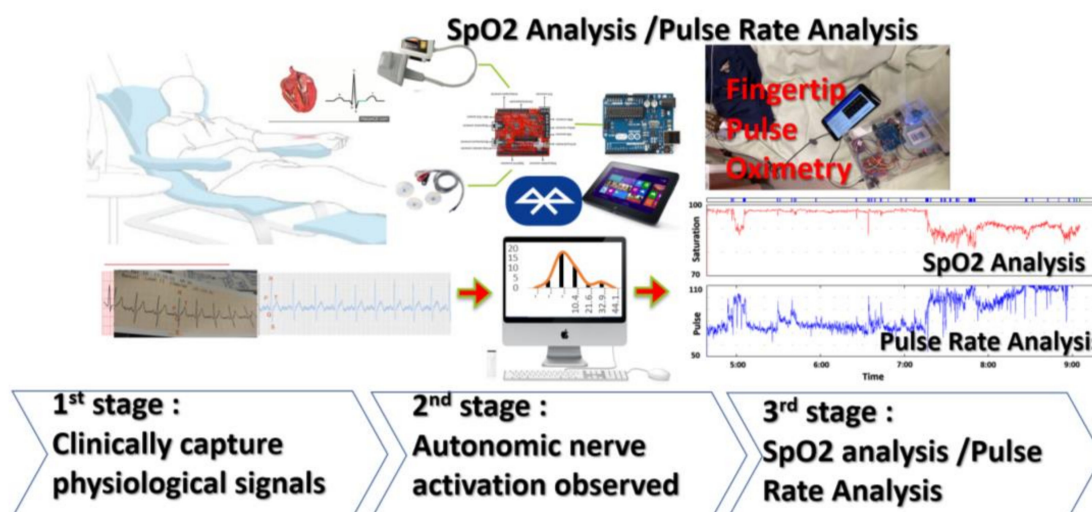 SpO2 Analysis /Pulse Rate Analysis
Fingertip
Pulse
Oximetry
100
Saturation
70
SpO2 Analysis
110
Pulse
50
Pulse Rate Analysis
5:00 6:00 7:00 8:00 9:00
Time
20
15
10
5
0
10.4
21.6
32.9
44.1
1st stage :
Clinically capture
physiological signals
2nd stage :
Autonomic nerve
activation observed
3rd stage :
SpO2 analysis /Pulse
Rate Analysis